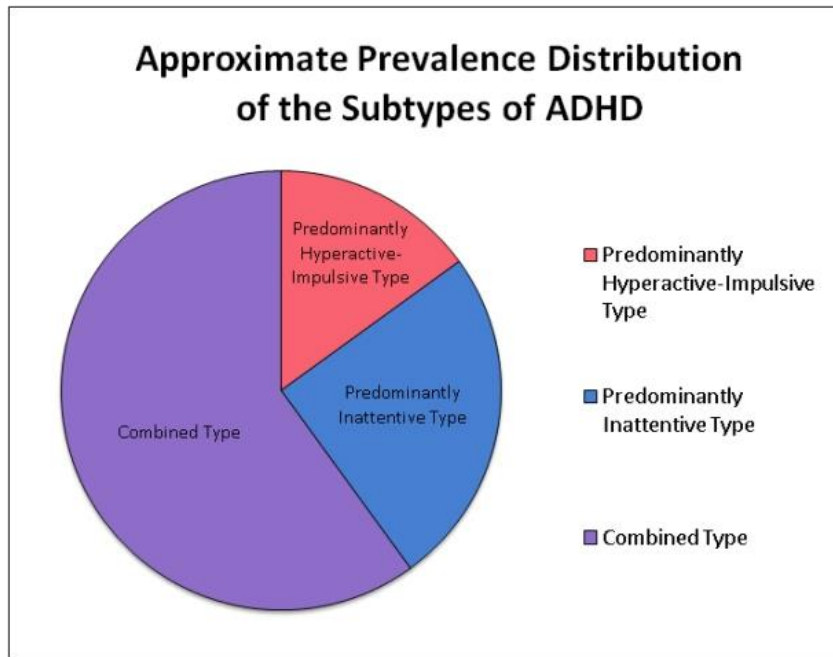 Approximate Prevalence Distribution
of the Subtypes of ADHD
Predominantly
Hyperactive-
Impulsive Type
Predominantly
Inattentive Type
Combined Type
Predominantly
Hyperactive-Impulsive
Type
Predominantly
Inattentive Type
Combined Type